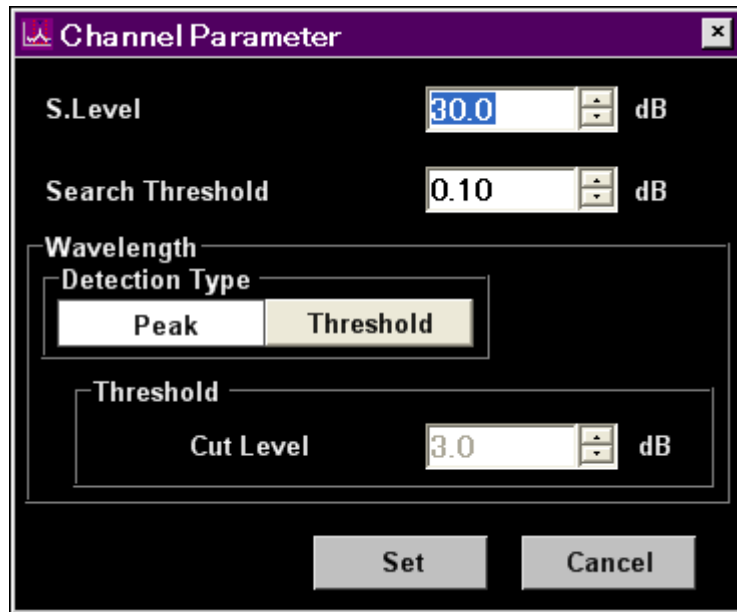 Channel Parameter
S.Level 30.0 dB
Search Threshold 0.10 dB
Wavelength
Detection Type
Peak Threshold
Threshold
Cut Level 3.0 dB
Set Cancel